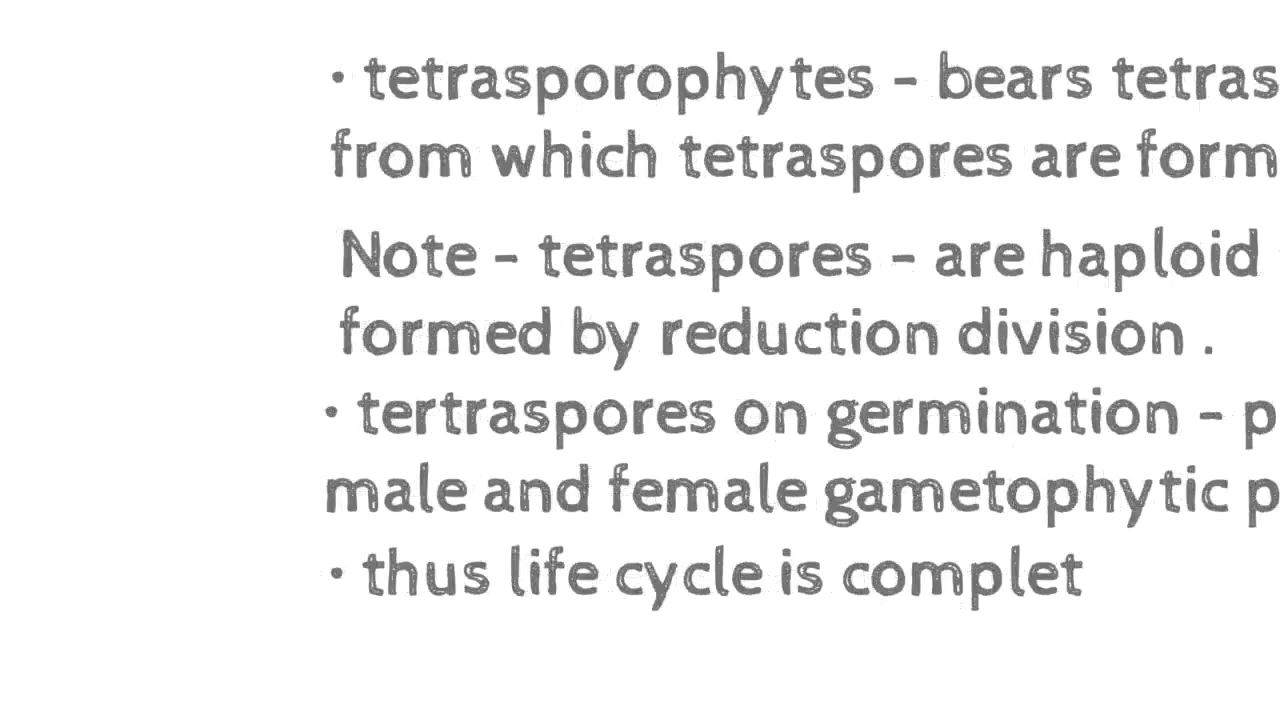 • tetrasporophytes - bears tetras
from which tetraspores are form
Note - tetraspores - are haploid
formed by reduction division .
• tertraspores on germination - p
male and female gametophytic p
• thus life cycle is complet